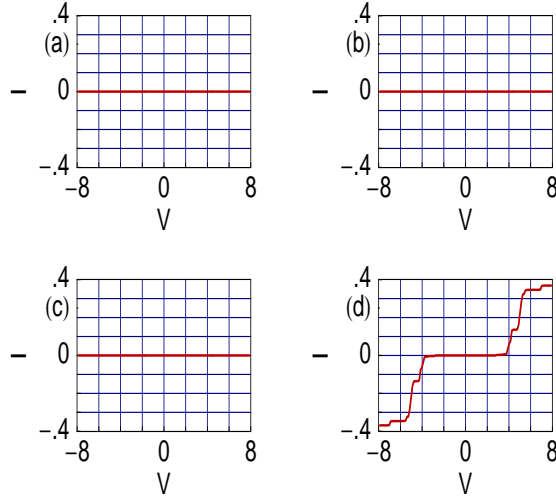 .4 .4
(a) (b)
I 0 I 0
−.4 −.4
−8 0 8 −8 0 8
V V
.4 .4
(c) (d)
I 0 I 0
−.4 −.4
−8 0 8 −8 0 8
V V